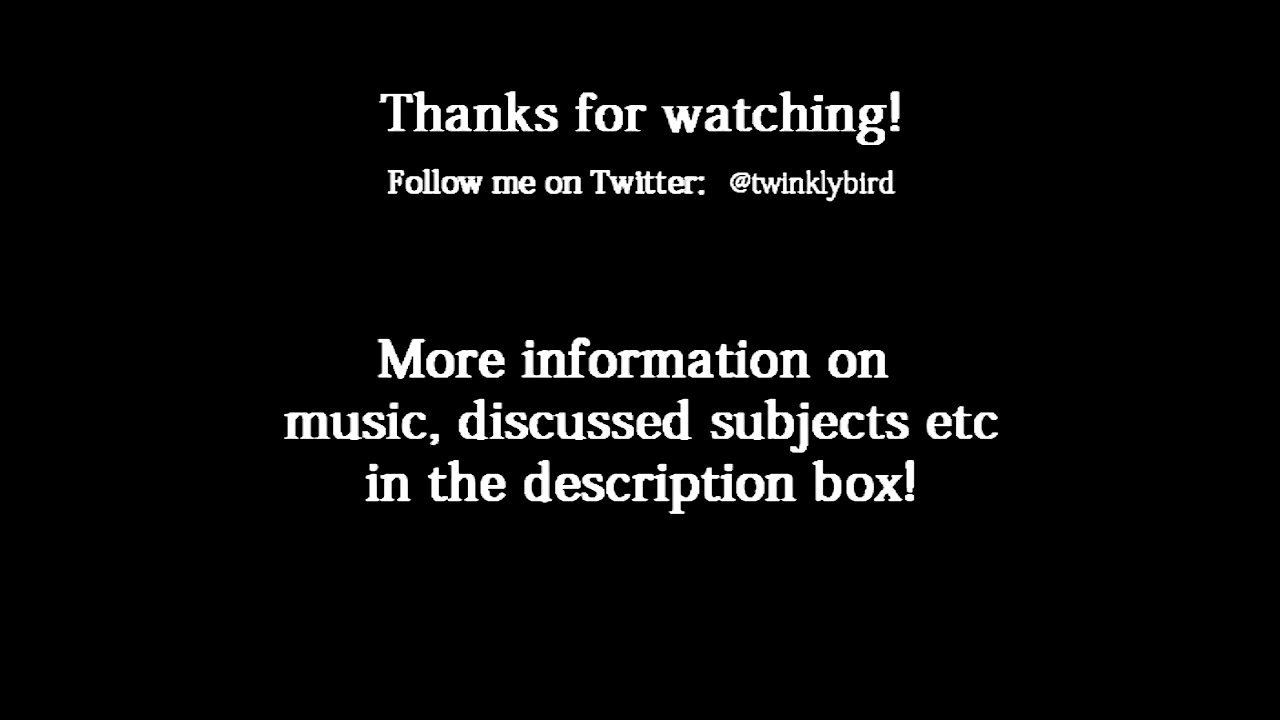 Thanks for watching!
Follow me on Twitter: @twinklybird
More information on
music, discussed subjects etc
in the description box!